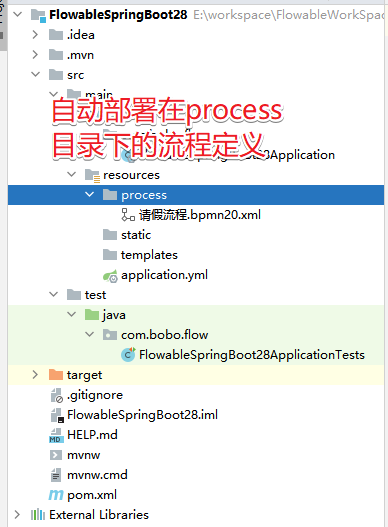 FlowableSpringBoot28 E:\workspace\FlowableWorkSpac
.idea
.mvn
src
main
自动部署在process
目录下的流程定义
Application
resources
process
请假流程.bpmn20.xml
static
templates
application.yml
test
java
com.bobo.flow
FlowableSpringBoot28ApplicationTests
target
.gitignore
FlowableSpringBoot28.iml
HELP.md
mvnw
mvnw.cmd
pom.xml
External Libraries